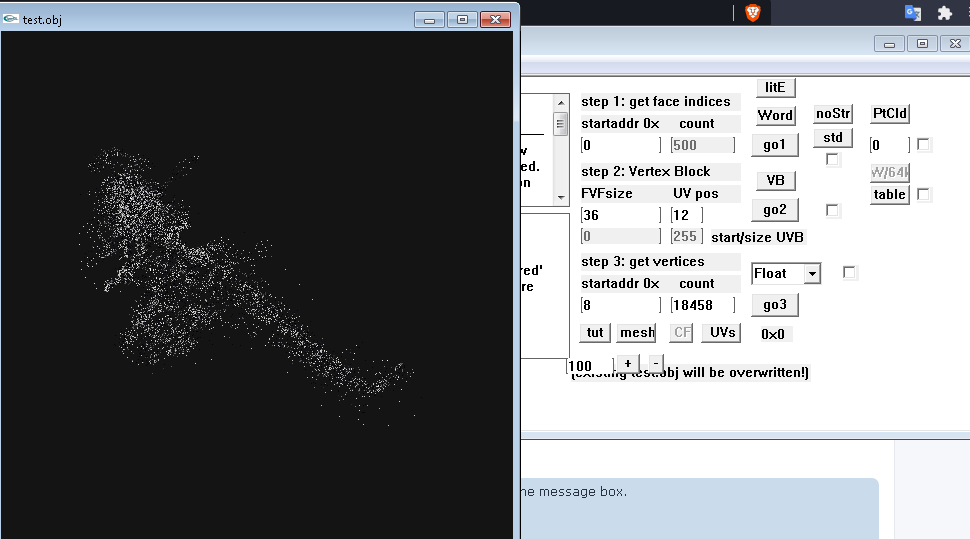 test.obj
litE
step 1: get face indices
Word
noStr
PtCld
startaddr 0x
count
std
[0
]
[500
]
go1
[0
]
w
ed.
on
step 2: Vertex Block
VB
FVFsize
UV pos
table
[36
]
[12
]
go2
[0
]
[255
]
start/size UVB
step 3: get vertices
red'
re
Float
startaddr 0x
count
[8
]
[18458
]
go3
tut
mesh
CF
UVs
0x0
100
]
+
-
(existing test.obj will be overwritten!)
he message box.